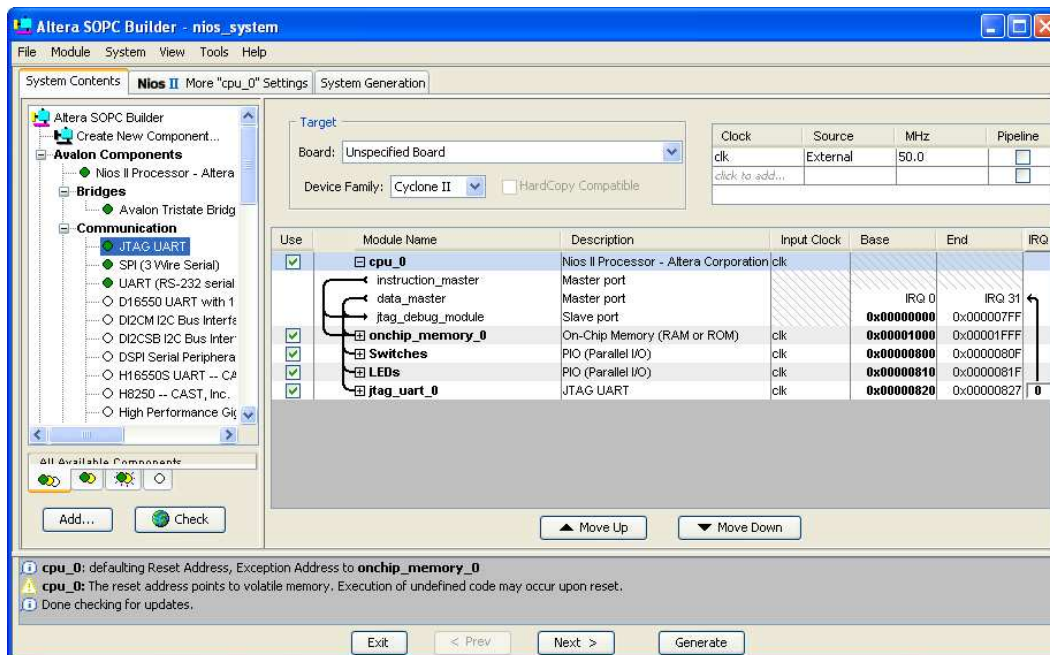 Altera SOPC Builder - nios_system
File Module System View Tools Help
System Contents Nios II More "cpu_0" Settings System Generation
Altera SOPC Builder
Create New Component...
Avalon Components
Nios II Processor - Altera
Bridges
Avalon Tristate Bridg
Communication
JTAG UART
SPI (3 Wire Serial)
UART (RS-232 serial
D16550 UART with 1
DI2CM I2C Bus Interfa
DI2CSB I2C Bus Inter
DSPI Serial Periphera
H16550S UART -- CA
H8250 -- CAST, Inc.
High Performance Gig
All Available Components
Add... Check
Target
Board: Unspecified Board
Device Family: Cyclone II HardCopy Compatible
Clock Source MHz Pipeline
clk External 50.0
click to add...
Use Module Name Description Input Clock Base End IRQ
cpu_0 Nios II Processor - Altera Corporation clk
instruction_master Master port
data_master Master port IRQ 0 IRQ 31
jtag_debug_module Slave port 0x00000000 0x000007FF
onchip_memory_0 On-Chip Memory (RAM or ROM) clk 0x00001000 0x00001FFF
Switches PIO (Parallel I/O) clk 0x00000800 0x0000080F
LEDs PIO (Parallel I/O) clk 0x00000810 0x0000081F
jtag_uart_0 JTAG UART clk 0x00000820 0x00000827 0
Move Up Move Down
cpu_0: defaulting Reset Address, Exception Address to onchip_memory_0
cpu_0: The reset address points to volatile memory. Execution of undefined code may occur upon reset.
Done checking for updates.
Exit < Prev Next > Generate